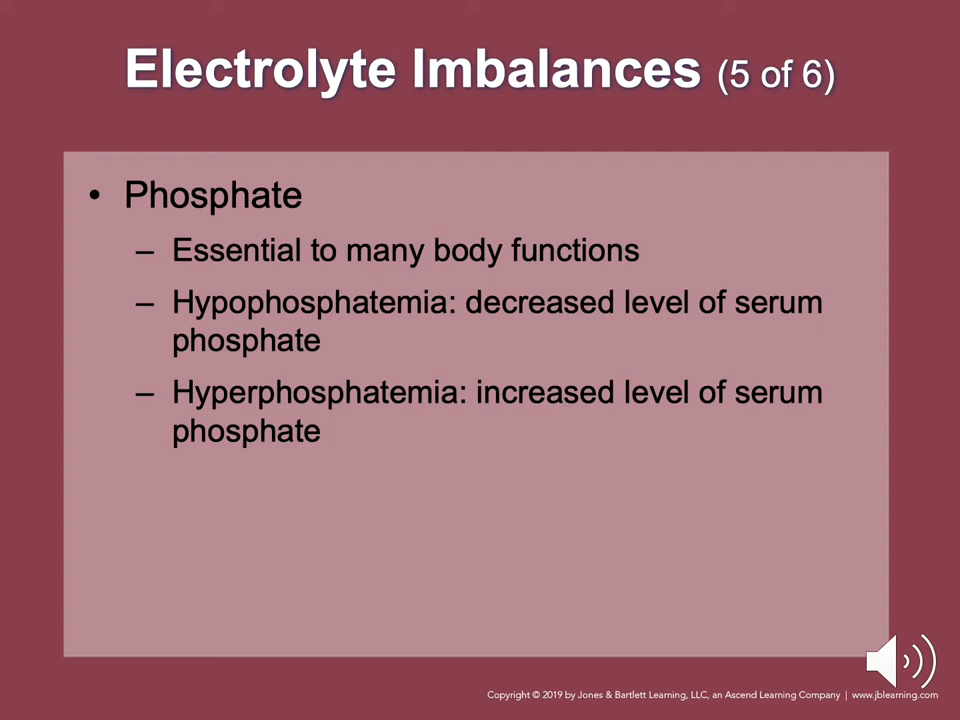 Electrolyte Imbalances (5 of 6)
• Phosphate
– Essential to many body functions
– Hypophosphatemia: decreased level of serum
phosphate
– Hyperphosphatemia: increased level of serum
phosphate
Copyright © 2019 by Jones & Bartlett Learning, LLC, an Ascend Learning Company | www.jblearning.com